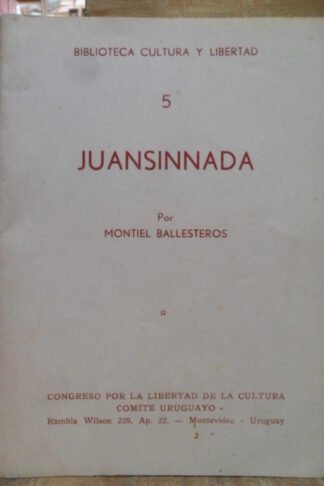 BIBLIOTECA CULTURA Y LIBERTAD
5
JUANSINNADA
Por
MONTIEL BALLESTEROS
CONGRESO POR LA LIBERTAD DE LA CULTURA
COMITE URUGUAYO
Rambla Wilson 229, Ap. 22. — Montevideo - Uruguay